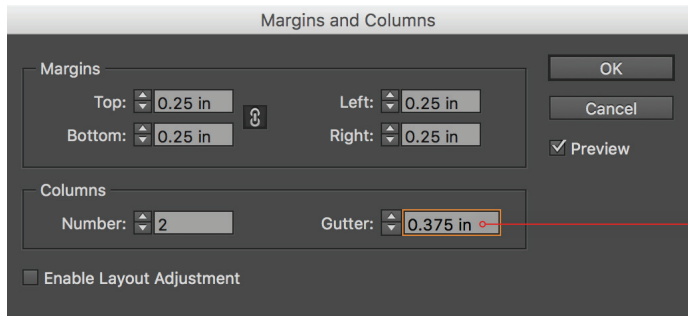 Margins and Columns
Margins
Top: 0.25 in
Left: 0.25 in
Bottom: 0.25 in
Right: 0.25 in
Columns
Number: 2
Gutter: 0.375 in
Enable Layout Adjustment
OK
Cancel
Preview